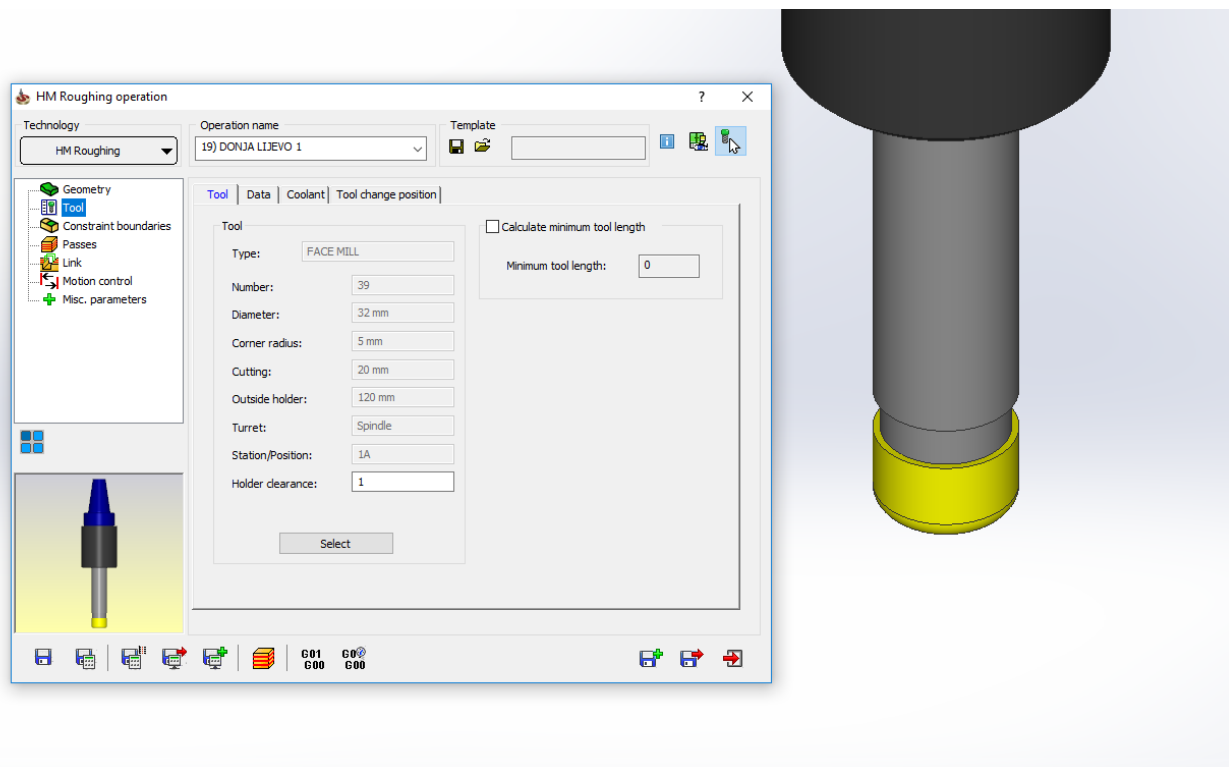 HM Roughing operation
?
Technology
Operation name
Template
HM Roughing
19) DONJA LIJEVO 1
Geometry
Tool
Constraint boundaries
Passes
Link
Motion control
Misc. parameters
Tool
Data
Coolant
Tool change position
Tool
Type:
FACE MILL
Number:
39
Diameter:
32 mm
Corner radius:
5 mm
Cutting:
20 mm
Outside holder:
120 mm
Turret:
Spindle
Station/Position:
1A
Holder clearance:
1
Select
Calculate minimum tool length
Minimum tool length:
0
G01
G00
G0?
G00